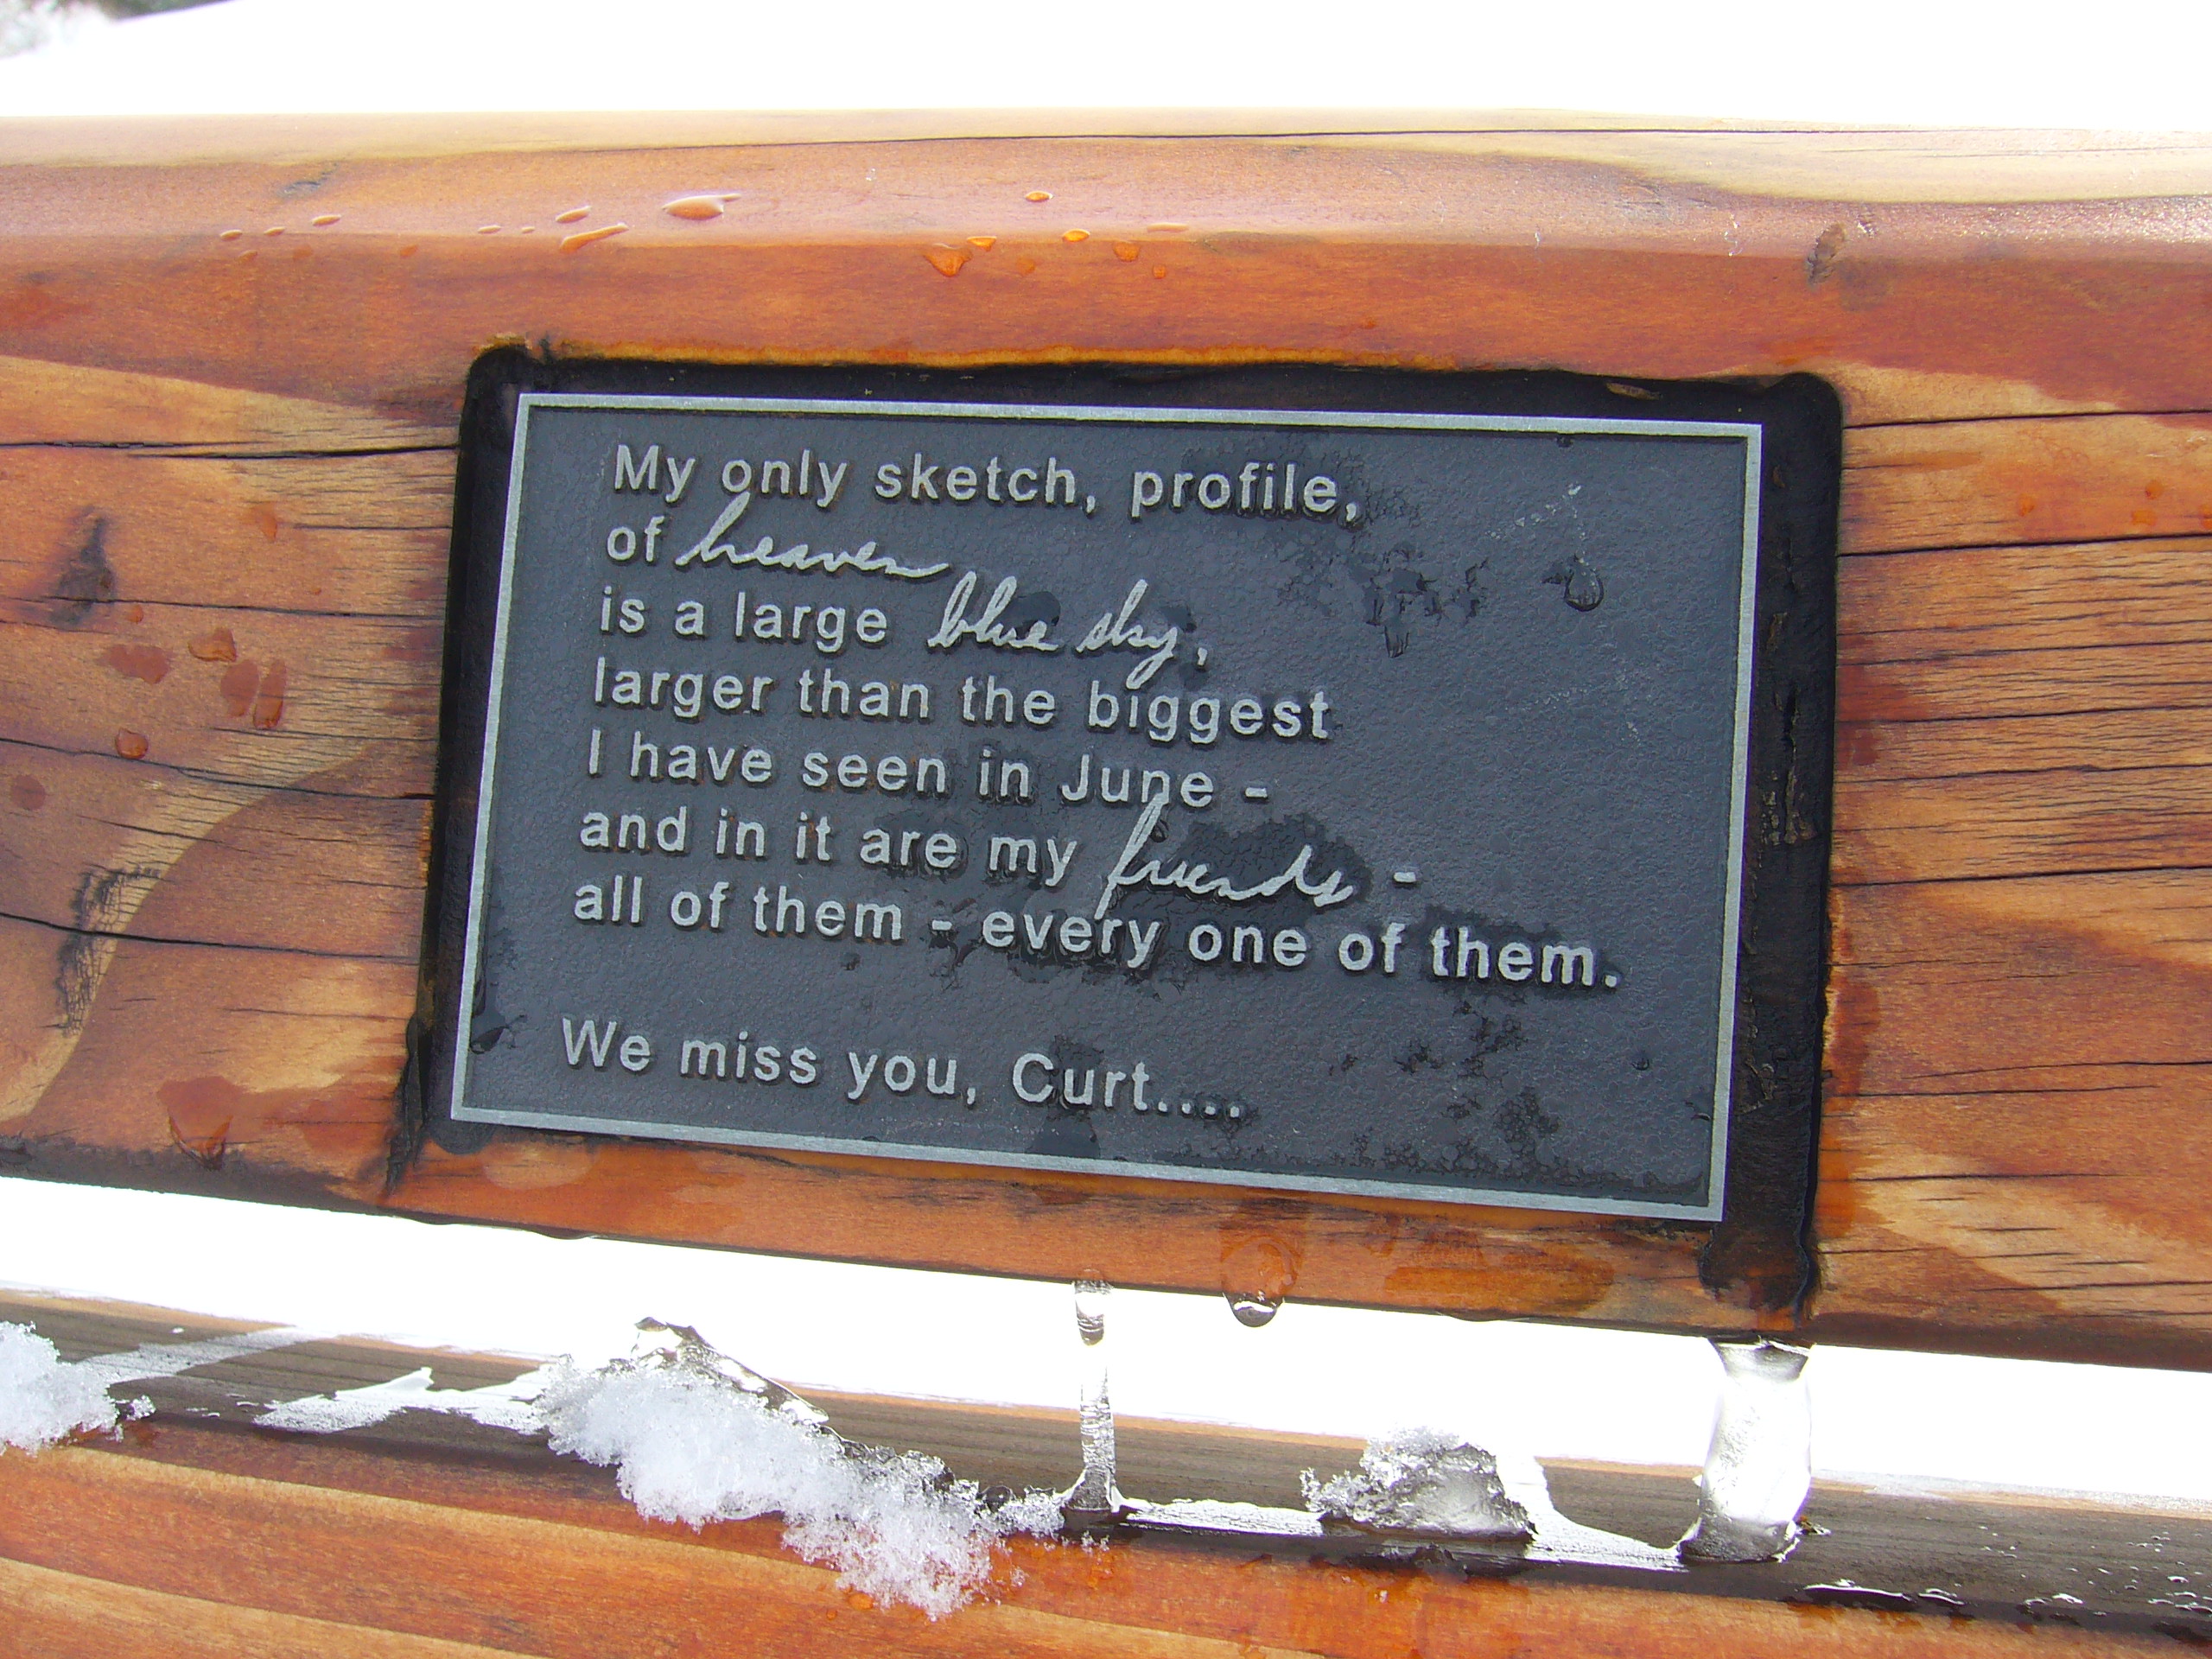 My only sketch, profile,
of heaven
is a large blue sky,
larger than the biggest
I have seen in June -
and in it are my friends -
all of them - every one of them.
We miss you, Curt....